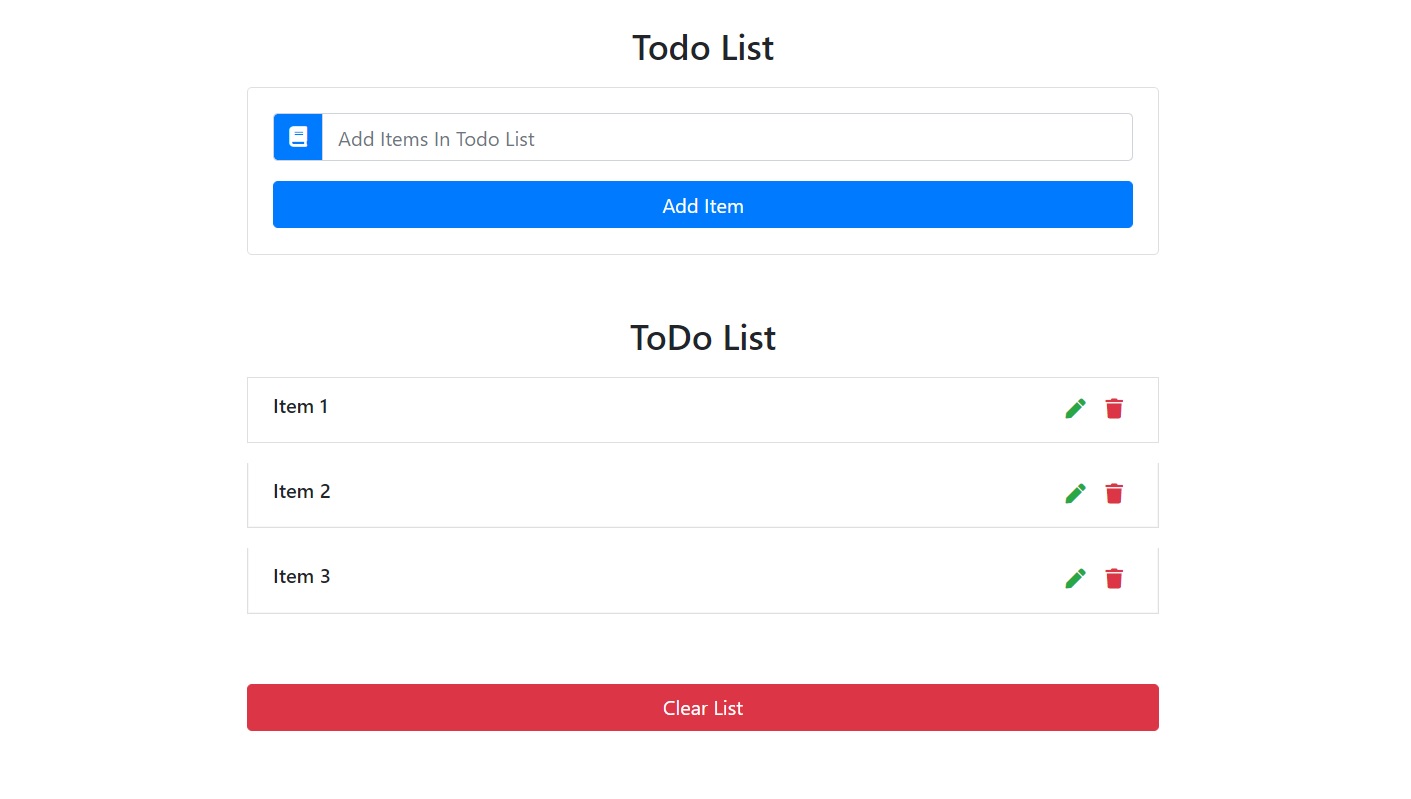 Todo List
Add Items In Todo List
Add Item
ToDo List
Item 1
Item 2
Item 3
Clear List